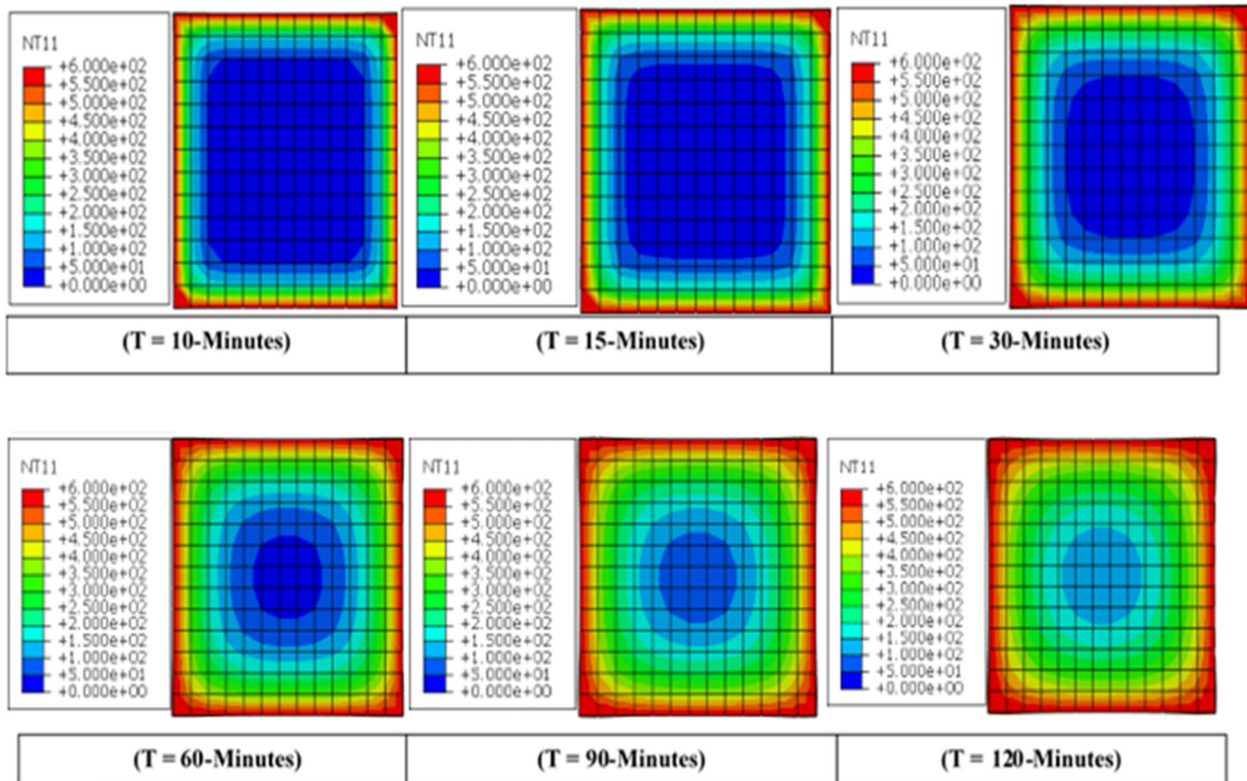 NT11
+6.000e+02
+5.500e+02
+5.000e+02
+4.500e+02
+4.000e+02
+3.500e+02
+3.000e+02
+2.500e+02
+2.000e+02
+1.500e+02
+1.000e+02
+5.000e+01
+0.000e+00
NT11
+6.000e+02
+5.500e+02
+5.000e+02
+4.500e+02
+4.000e+02
+3.500e+02
+3.000e+02
+2.500e+02
+2.000e+02
+1.500e+02
+1.000e+02
+5.000e+01
+0.000e+00
NT11
+6.000e+02
+5.500e+02
+5.000e+02
+4.500e+02
+4.000e+02
+3.500e+02
+3.000e+02
+2.500e+02
+2.000e+02
+1.500e+02
+1.000e+02
+5.000e+01
+0.000e+00
(T = 10-Minutes)
(T = 15-Minutes)
(T = 30-Minutes)
NT11
+6.000e+02
+5.500e+02
+5.000e+02
+4.500e+02
+4.000e+02
+3.500e+02
+3.000e+02
+2.500e+02
+2.000e+02
+1.500e+02
+1.000e+02
+5.000e+01
+0.000e+00
NT11
+6.000e+02
+5.500e+02
+5.000e+02
+4.500e+02
+4.000e+02
+3.500e+02
+3.000e+02
+2.500e+02
+2.000e+02
+1.500e+02
+1.000e+02
+5.000e+01
+0.000e+00
NT11
+6.000e+02
+5.500e+02
+5.000e+02
+4.500e+02
+4.000e+02
+3.500e+02
+3.000e+02
+2.500e+02
+2.000e+02
+1.500e+02
+1.000e+02
+5.000e+01
+0.000e+00
(T = 60-Minutes)
(T = 90-Minutes)
(T = 120-Minutes)